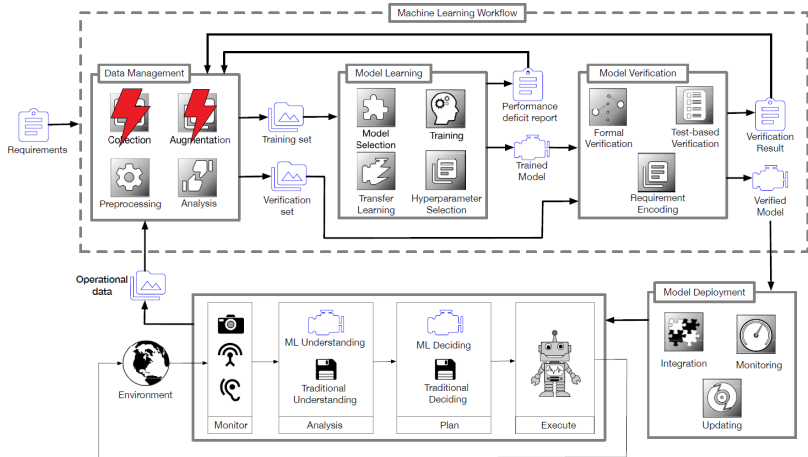 Machine Learning Workflow
Data Management
Collection
Augmentation
Preprocessing
Analysis
Requirements
Training set
Verification
set
Model Learning
Model
Selection
Training
Transfer
Learning
Hyperparameter
Selection
Performance
deficit report
Trained
Model
Model Verification
Formal
Verification
Test-based
Verification
Requirement
Encoding
Verification
Result
Verified
Model
Operational
data
Environment
Monitor
ML Understanding
Traditional
Understanding
Analysis
ML Deciding
Traditional
Deciding
Plan
Execute
Model Deployment
Integration
Monitoring
Updating